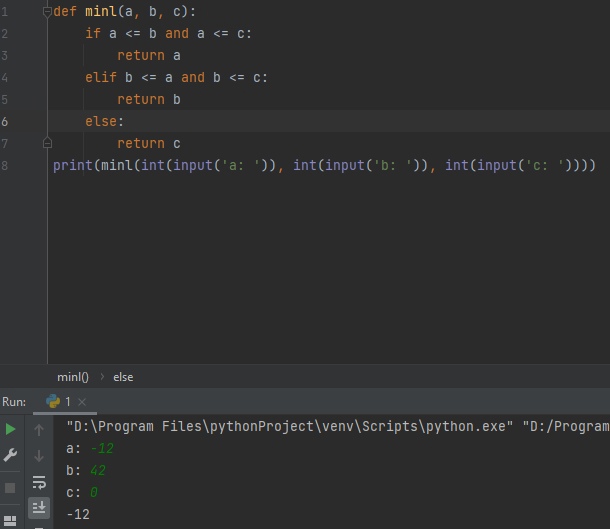 1 def minl(a, b, c):
2 if a <= b and a <= c:
3 return a
4 elif b <= a and b <= c:
5 return b
6 else:
7 return c
8 print(minl(int(input('a: ')), int(input('b: ')), int(input('c: '))))
minl() › else
Run: 1 ×
"D:\Program Files\pythonProject\venv\Scripts\python.exe" "D:/Program
a: -12
b: 42
c: 0
-12